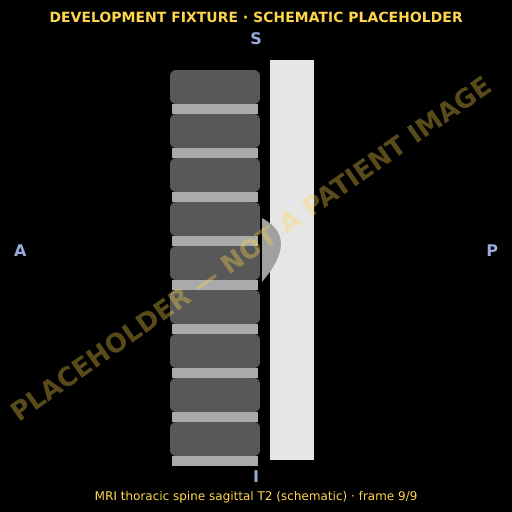 DEVELOPMENT FIXTURE · SCHEMATIC PLACEHOLDER
S
PLACEHOLDER — NOT A PATIENT IMAGE
A
P
I
MRI thoracic spine sagittal T2 (schematic) · frame 9/9